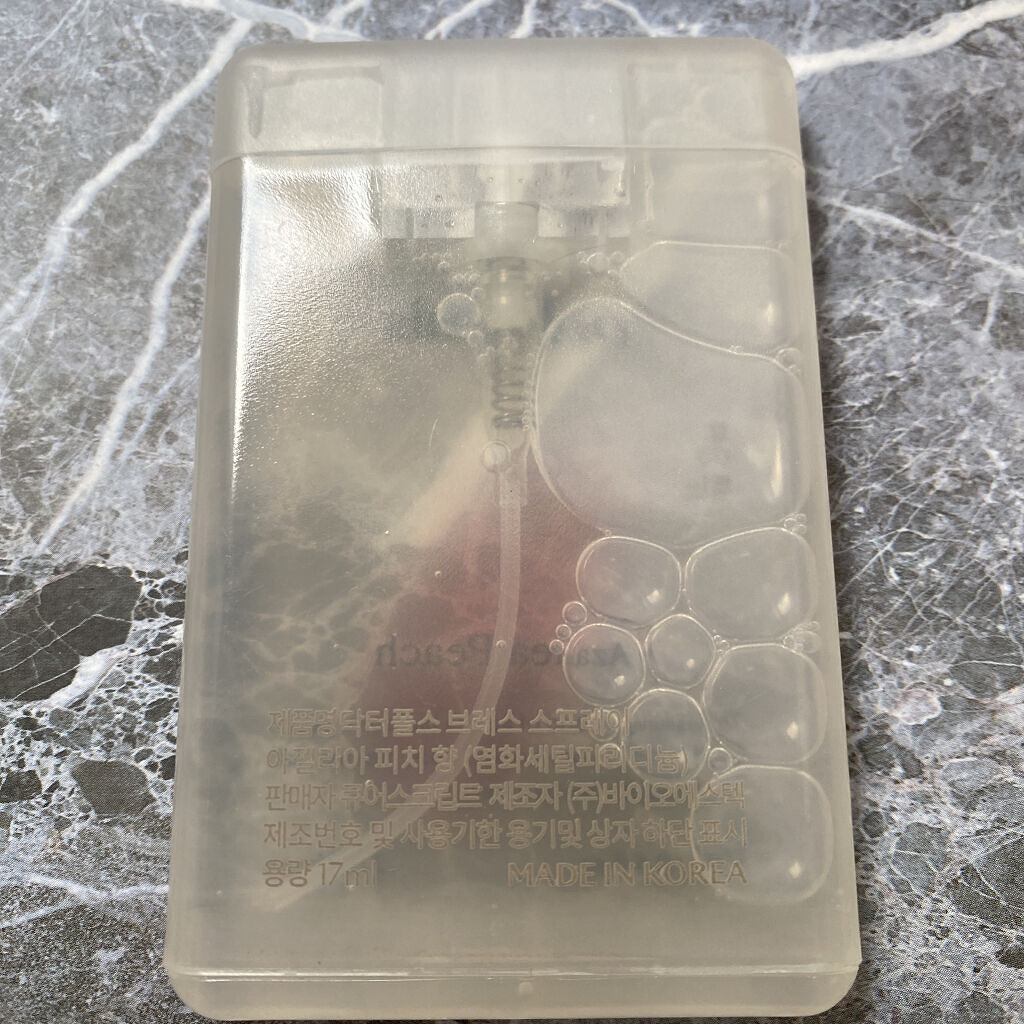 Azalea Peach
제품명 닥터폴스 브레스 스프레이
아젤리아 피치 향 (염화세틸피리디늄)
판매자 큐어스크립트 제조자 (주)바이오에스텍
제조번호 및 사용기한 용기 및 상자 하단 표시
용량 17ml MADE IN KOREA